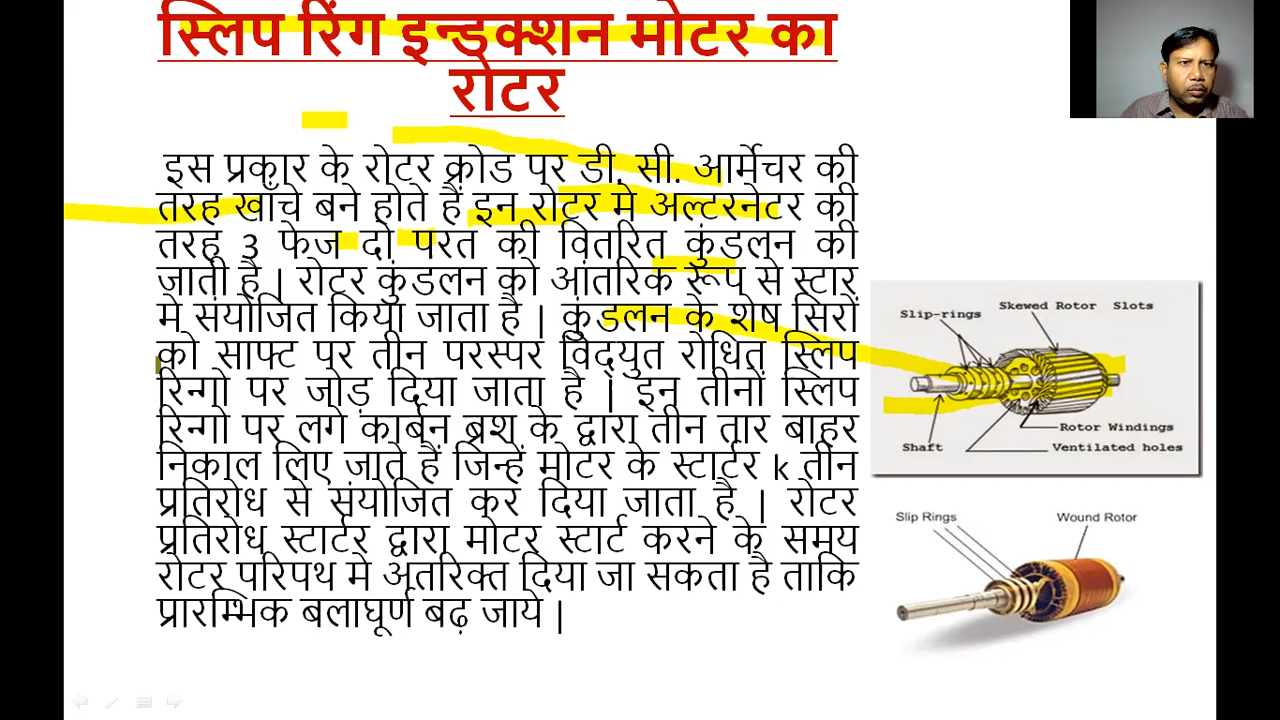 स्लिप रिंग इन्डक्शन मोटर का
रोटर
इस प्रकार के रोटर क्रोड पर डी. सी. आर्मेचर की
तरह खाँचे बने होते हैं इन रोटर मे अल्टरनेटर की
तरह 3 फेज दो परत की वितरित कुंडलन की
जाती है | रोटर कुंडलन को आंतरिक रूप से स्टार
मे संयोजित किया जाता है | कुंडलन के शेष सिरों
को साफ्ट पर तीन परस्पर विद्युत रोधित स्लिप
रिन्गो पर जोड़ दिया जाता है | इन तीनों स्लिप
रिन्गो पर लगे कार्बन ब्रश के द्वारा तीन तार बाहर
निकाल लिए जाते हैं जिन्हें मोटर के स्टार्टर k तीन
प्रतिरोध से संयोजित कर दिया जाता है | रोटर
प्रतिरोध स्टार्टर द्वारा मोटर स्टार्ट करने के समय
रोटर परिपथ मे अतरिक्त दिया जा सकता है ताकि
प्रारम्भिक बलाघूर्ण बढ़ जाये |
Skewed Rotor Slots
Slip-rings
Rotor Windings
Shaft
Ventilated holes
Slip Rings
Wound Rotor